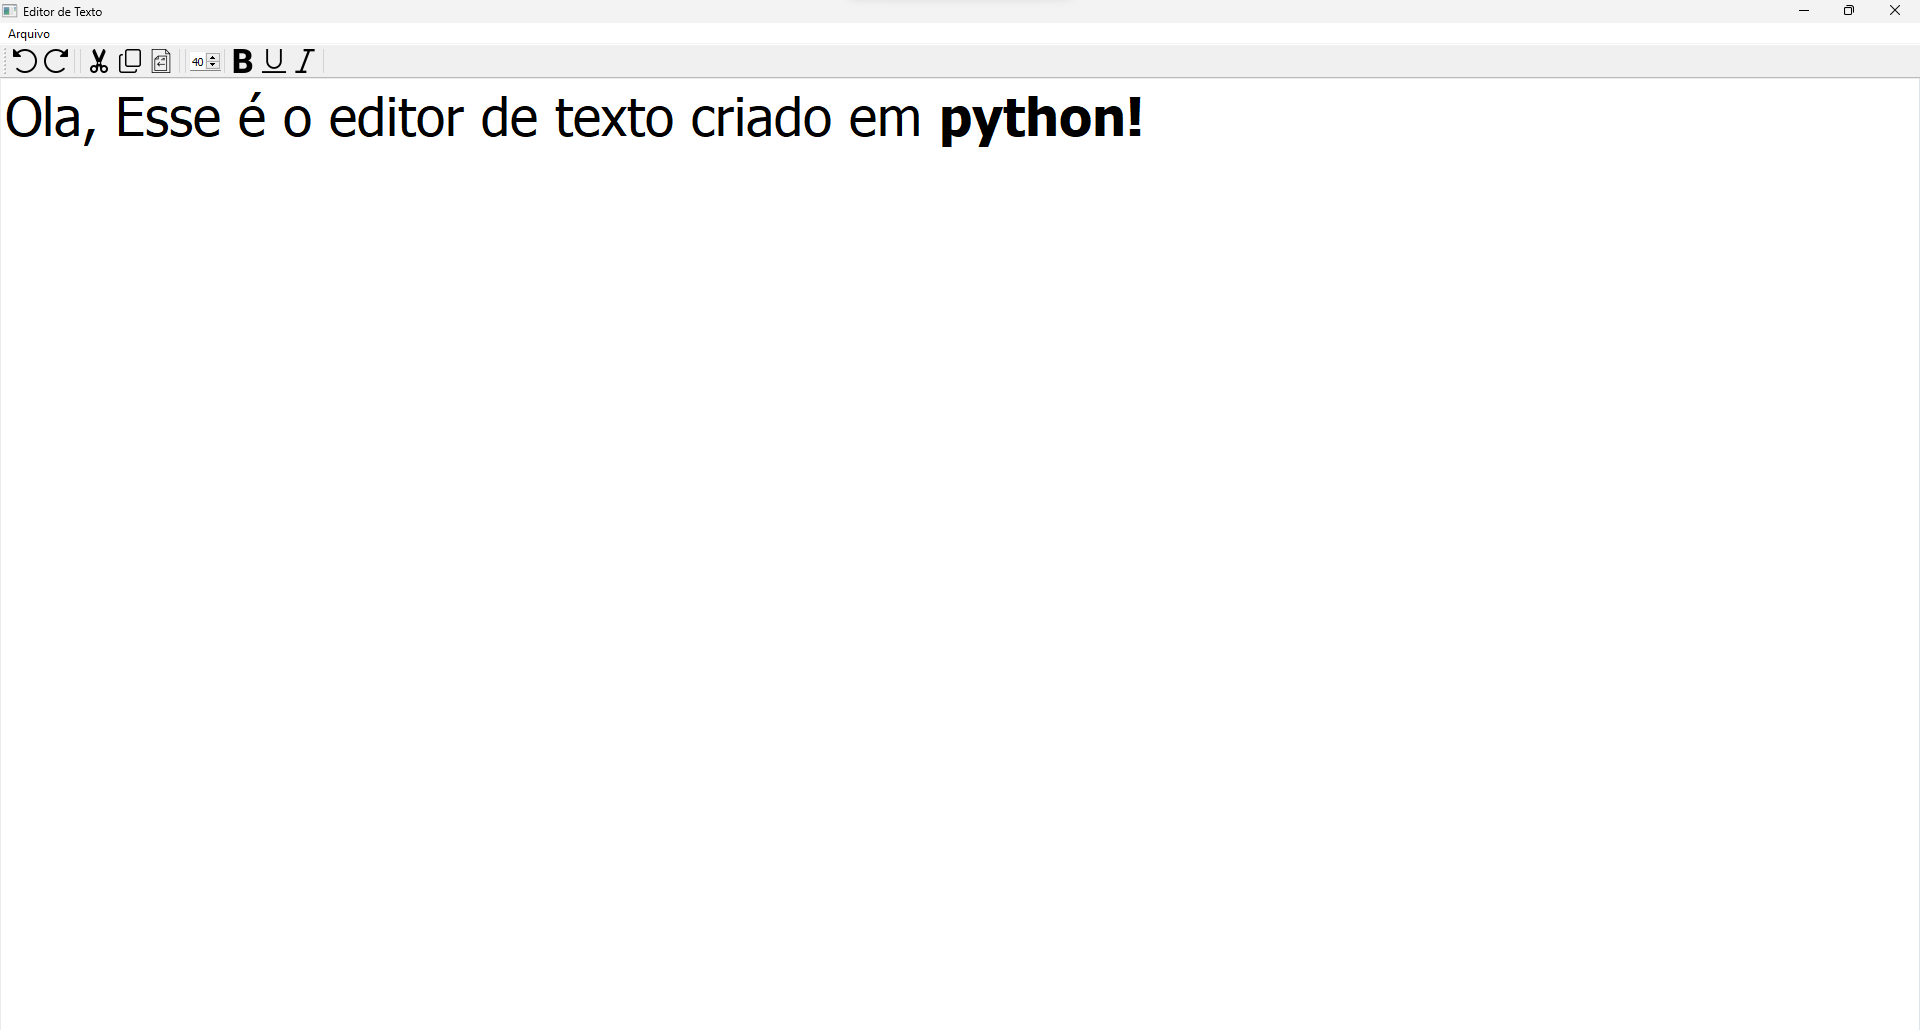 Editor de Texto
Arquivo
40 B U I
Ola, Esse é o editor de texto criado em python!